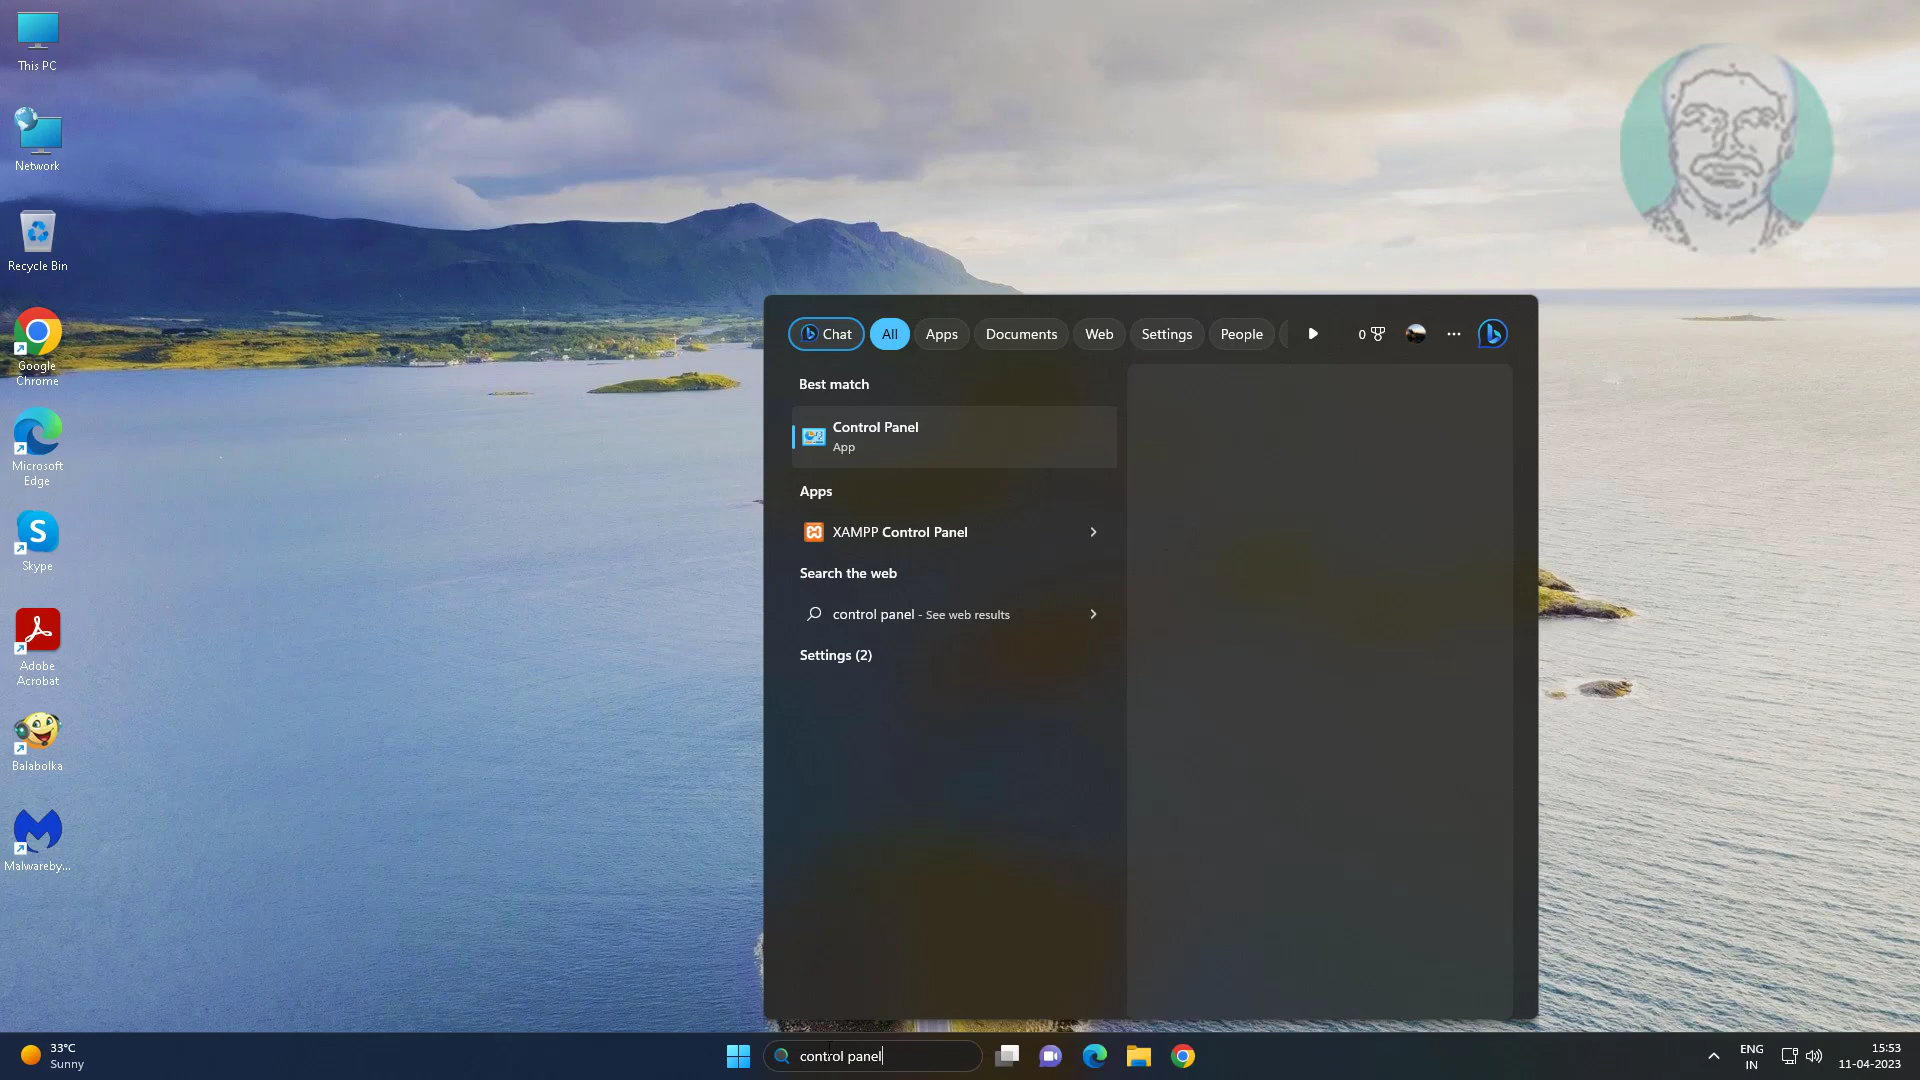 This PC
Network
Recycle Bin
Google
Chrome
Microsoft
Edge
S
Skype
Adobe
Acrobat
Balabolka
Malwareby...
Chat
All
Apps
Documents
Web
Settings
People
0
Best match
Control Panel
App
Apps
XAMPP Control Panel
Search the web
control panel - See web results
Settings (2)
33°C
Sunny
control panel
ENG
IN
15:53
11-04-2023